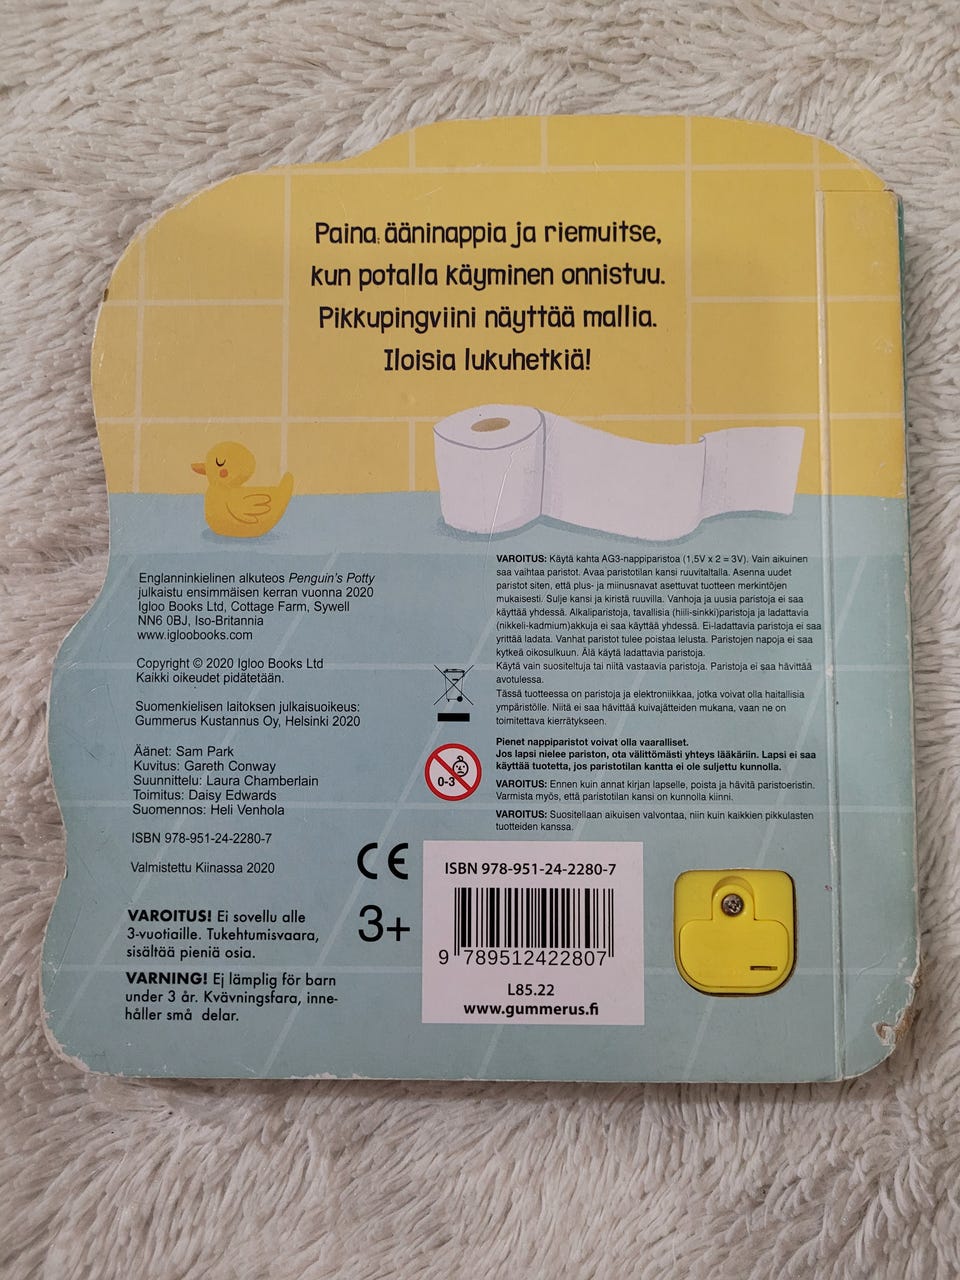 Paina ääninappia ja riemuitse,
kun potalla käyminen onnistuu.
Pikkupingviini näyttää mallia.
Iloisia lukuhetkiä!
Englanninkielinen alkuteos Penguin's Potty
julkaistu ensimmäisen kerran vuonna 2020
Igloo Books Ltd, Cottage Farm, Sywell
NN6 0BJ, Iso-Britannia
www.igloobooks.com
Copyright © 2020 Igloo Books Ltd
Kaikki oikeudet pidätetään.
Suomenkielisen laitoksen julkaisuoikeus:
Gummerus Kustannus Oy, Helsinki 2020
Äänet: Sam Park
Kuvitus: Gareth Conway
Suunnittelu: Laura Chamberlain
Toimitus: Daisy Edwards
Suomennos: Heli Venhola
ISBN 978-951-24-2280-7
Valmistettu Kiinassa 2020
VAROITUS! Ei sovellu alle
3-vuotiaille. Tukehtumisvaara,
sisältää pieniä osia.
VARNING! Ej lämplig för barn
under 3 år. Kvävningsfara, inne-
håller små delar.
VAROITUS: Käytä kahta AG3-nappiparistoa (1,5V x 2 = 3V). Vain aikuinen
saa vaihtaa paristot. Avaa paristotilan kansi ruuvitaltalla. Asenna uudet
paristot siten, että plus- ja miinusnavat asettuvat tuotteen merkintöjen
mukaisesti. Sulje kansi ja kiristä ruuvilla. Vanhoja ja uusia paristoja ei saa
käyttää yhdessä. Alkaliparistoja, tavallisia (hiili-sinkki)paristoja ja ladattavia
(nikkeli-kadmium)akkuja ei saa käyttää yhdessä. Ei-ladattavia paristoja ei saa
yrittää ladata. Vanhat paristot tulee poistaa lelusta. Paristojen napoja ei saa
kytkeä oikosulkuun. Älä käytä ladattavia paristoja.
Käytä vain suositeltuja tai niitä vastaavia paristoja. Paristoja ei saa hävittää
avotulessa.
Tässä tuotteessa on paristoja ja elektroniikkaa, jotka voivat olla haitallisia
ympäristölle. Niitä ei saa hävittää kuivajätteiden mukana, vaan ne on
toimitettava kierrätykseen.
Pienet nappiparistot voivat olla vaaralliset.
Jos lapsi nielee pariston, ota välittömästi yhteys lääkäriin. Lapsi ei saa
käyttää tuotetta, jos paristotilan kantta ei ole suljettu kunnolla.
VAROITUS: Ennen kuin annat kirjan lapselle, poista ja hävitä paristoeristin.
Varmista myös, että paristotilan kansi on kunnolla kiinni.
VAROITUS: Suositellaan aikuisen valvontaa, niin kuin kaikkien pikkulasten
tuotteiden kanssa.
0-3
CE
3+
ISBN 978-951-24-2280-7
9 789512 422807
L85.22
www.gummerus.fi